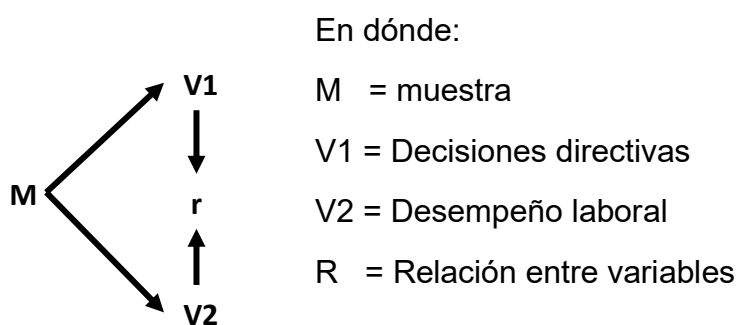 En dónde:
V1
M = muestra
V1 = Decisiones directivas
M
r
V2 = Desempeño laboral
R = Relación entre variables
V2